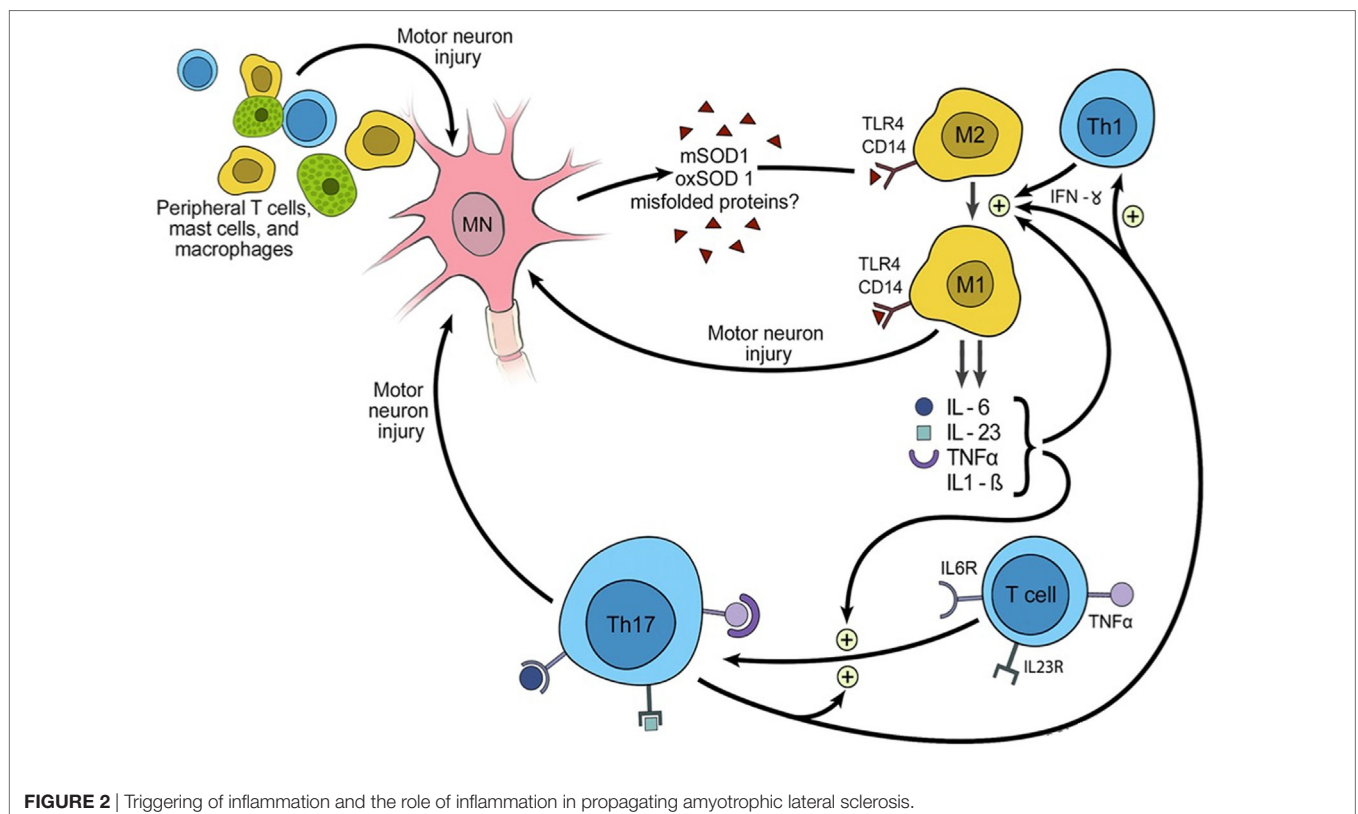 Motor neuron
injury
Peripheral T cells,
mast cells, and
macrophages
MN
mSOD1
oxSOD 1
misfolded proteins?
TLR4
CD14
M2
Th1
+
IFN -ɤ
+
TLR4
CD14
M1
Motor neuron
injury
Motor
neuron
injury
IL - 6
IL - 23
TNFα
IL1 - ß
IL6R
T cell
TNFα
IL23R
Th17
+
+
FIGURE 2 | Triggering of inflammation and the role of inflammation in propagating amyotrophic lateral sclerosis.